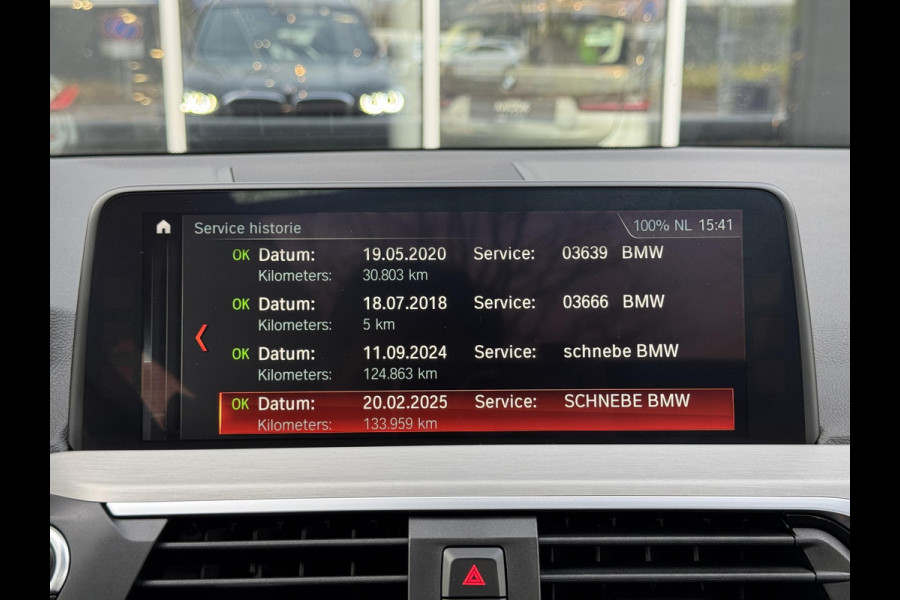 Service historie 100% NL 15:41
OK Datum: 19.05.2020 Service: 03639 BMW
Kilometers: 30.803 km
OK Datum: 18.07.2018 Service: 03666 BMW
Kilometers: 5 km
OK Datum: 11.09.2024 Service: schnebe BMW
Kilometers: 124.863 km
OK Datum: 20.02.2025 Service: SCHNEBE BMW
Kilometers: 133.959 km